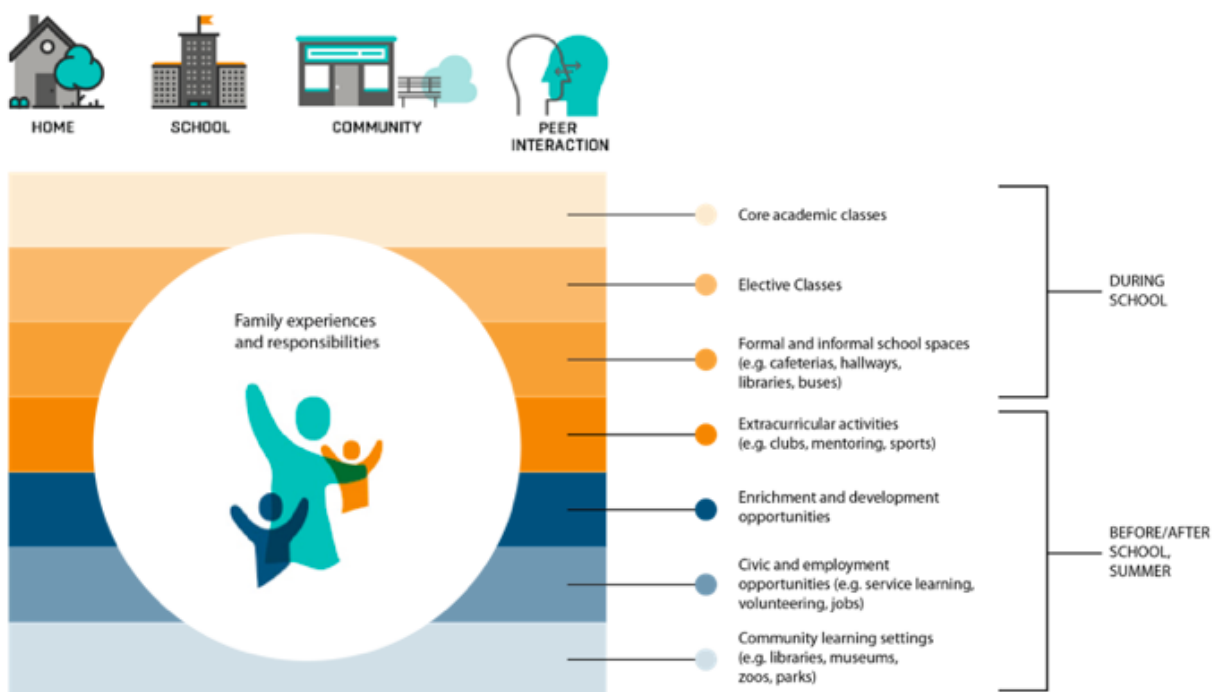 HOME
SCHOOL
COMMUNITY
PEER
INTERACTION
Family experiences
and responsibilities
Core academic classes
Elective Classes
Formal and informal school spaces
(e.g. cafeterias, hallways,
libraries, buses)
DURING
SCHOOL
Extracurricular activities
(e.g. clubs, mentoring, sports)
Enrichment and development
opportunities
Civic and employment
opportunities (e.g. service learning,
volunteering, jobs)
Community learning settings
(e.g. libraries, museums,
zoos, parks)
BEFORE/AFTER
SCHOOL,
SUMMER